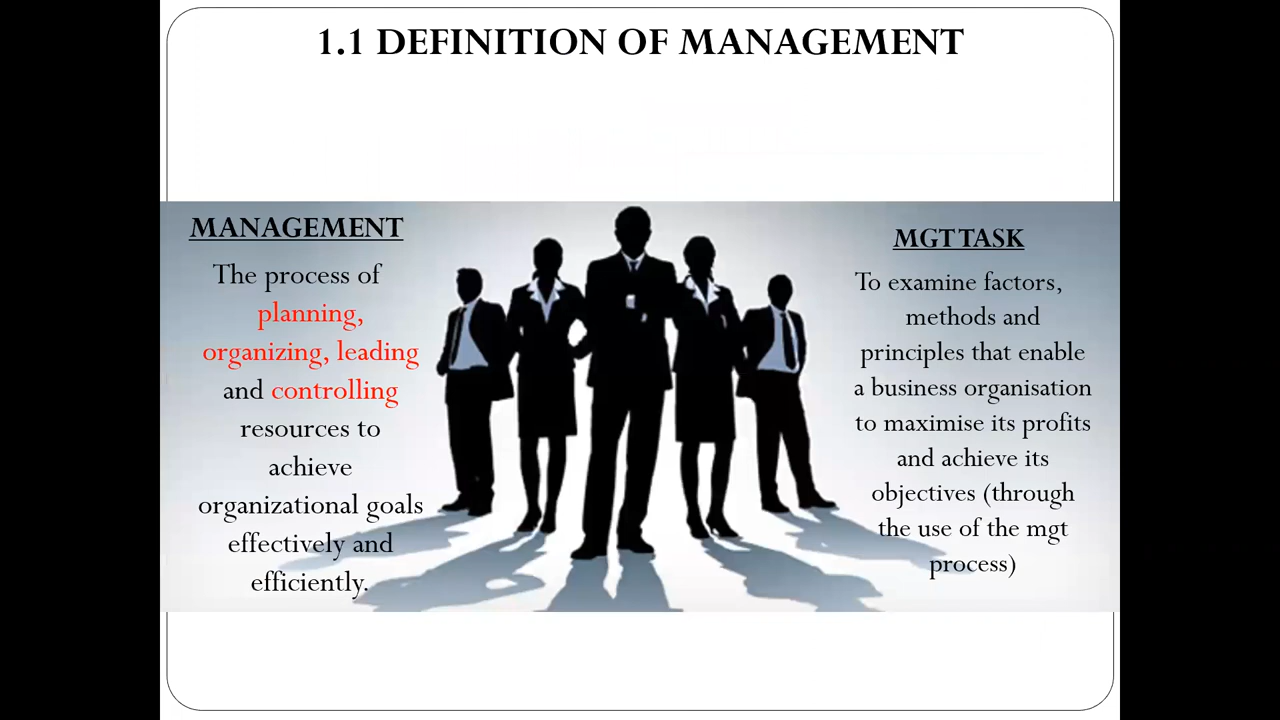 1.1 DEFINITION OF MANAGEMENT
MANAGEMENT
The process of
planning,
organizing, leading
and controlling
resources to
achieve
organizational goals
effectively and
efficiently.
MGT TASK
To examine factors,
methods and
principles that enable
a business organisation
to maximise its profits
and achieve its
objectives (through
the use of the mgt
process)